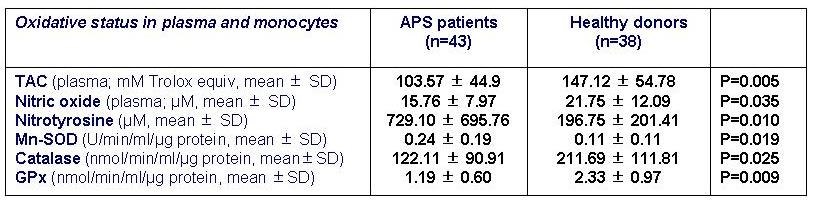 Oxidative status in plasma and monocytes APS patients (n=43) Healthy donors (n=38)
TAC (plasma; mM Trolox equiv, mean ± SD) 103.57 ± 44.9 147.12 ± 54.78 P=0.005
Nitric oxide (plasma; µM, mean ± SD) 15.76 ± 7.97 21.75 ± 12.09 P=0.035
Nitrotyrosine (µM, mean ± SD) 729.10 ± 695.76 196.75 ± 201.41 P=0.010
Mn-SOD (U/min/ml/µg protein, mean ± SD) 0.24 ± 0.19 0.11 ± 0.11 P=0.019
Catalase (nmol/min/ml/µg protein, mean±SD) 122.11 ± 90.91 211.69 ± 111.81 P=0.025
GPx (nmol/min/ml/µg protein, mean ±SD) 1.19 ± 0.60 2.33 ± 0.97 P=0.009